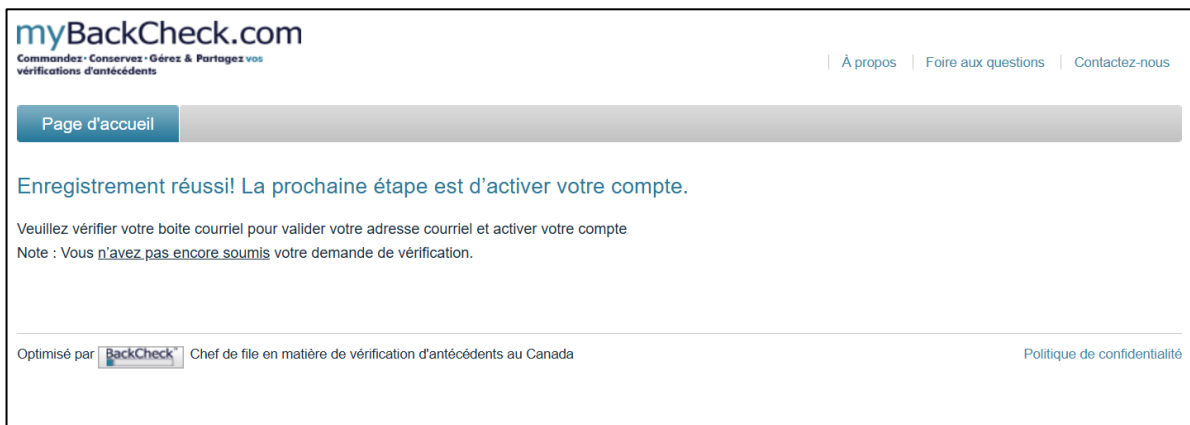 myBackCheck.com
Commandez · Conservez · Gérez & Partagez vos
vérifications d'antécédents
À propos
Foire aux questions
Contactez-nous
Page d'accueil
Enregistrement réussi! La prochaine étape est d’activer votre compte.
Veuillez vérifier votre boite courriel pour valider votre adresse courriel et activer votre compte
Note : Vous n’avez pas encore soumis votre demande de vérification.
Optimisé par BackCheck™ Chef de file en matière de vérification d'antécédents au Canada
Politique de confidentialité